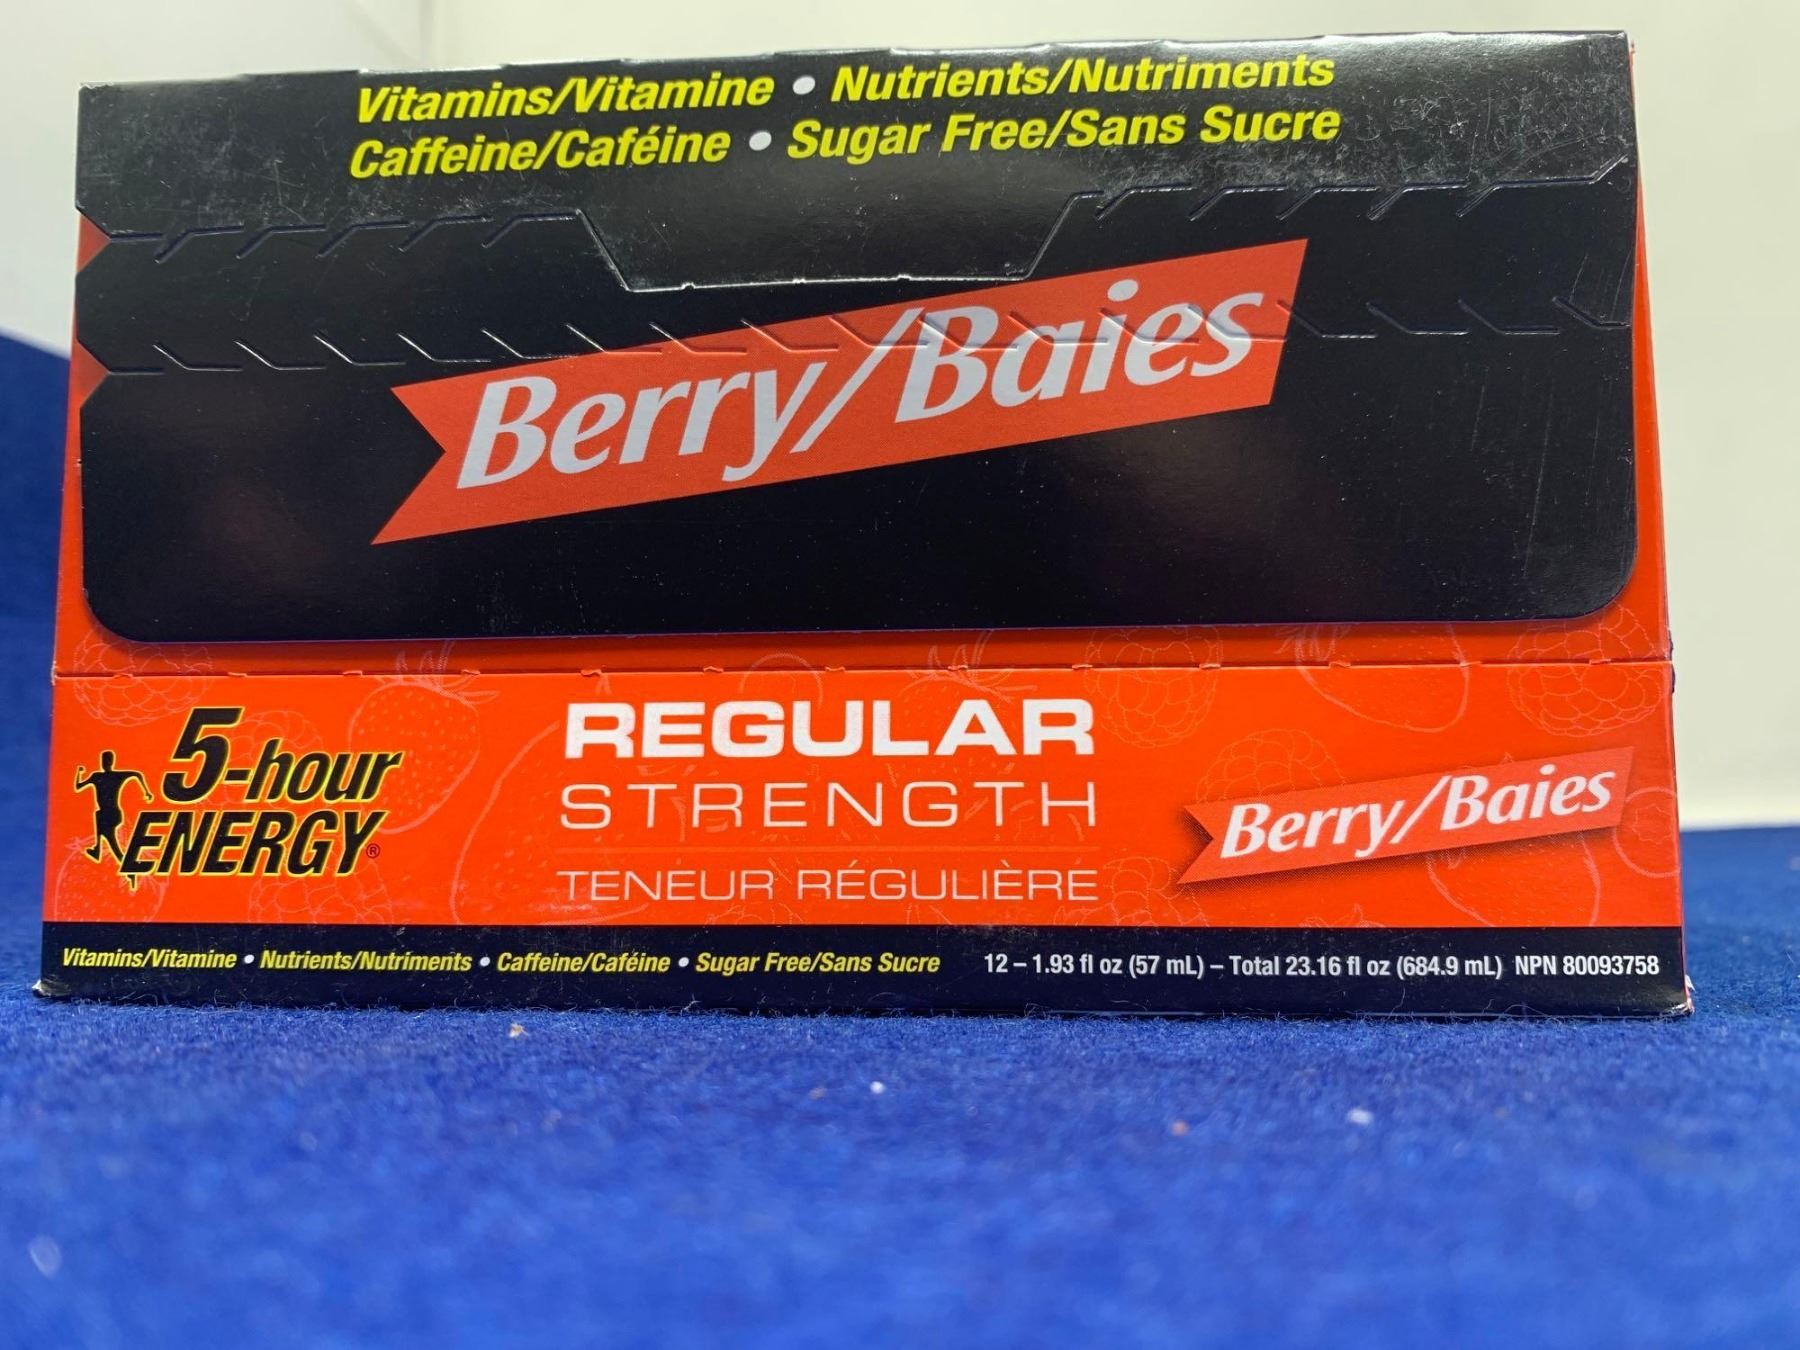 Vitamins/Vitamine • Nutrients/Nutriments
Caffeine/Caféine • Sugar Free/Sans Sucre
Berry/Baies
5-hour
ENERGY®
REGULAR
STRENGTH
TENEUR RÉGULIÈRE
Berry/Baies
Vitamins/Vitamine • Nutrients/Nutriments • Caffeine/Caféine • Sugar Free/Sans Sucre
12 – 1.93 fl oz (57 mL) – Total 23.16 fl oz (684.9 mL) NPN 80093758